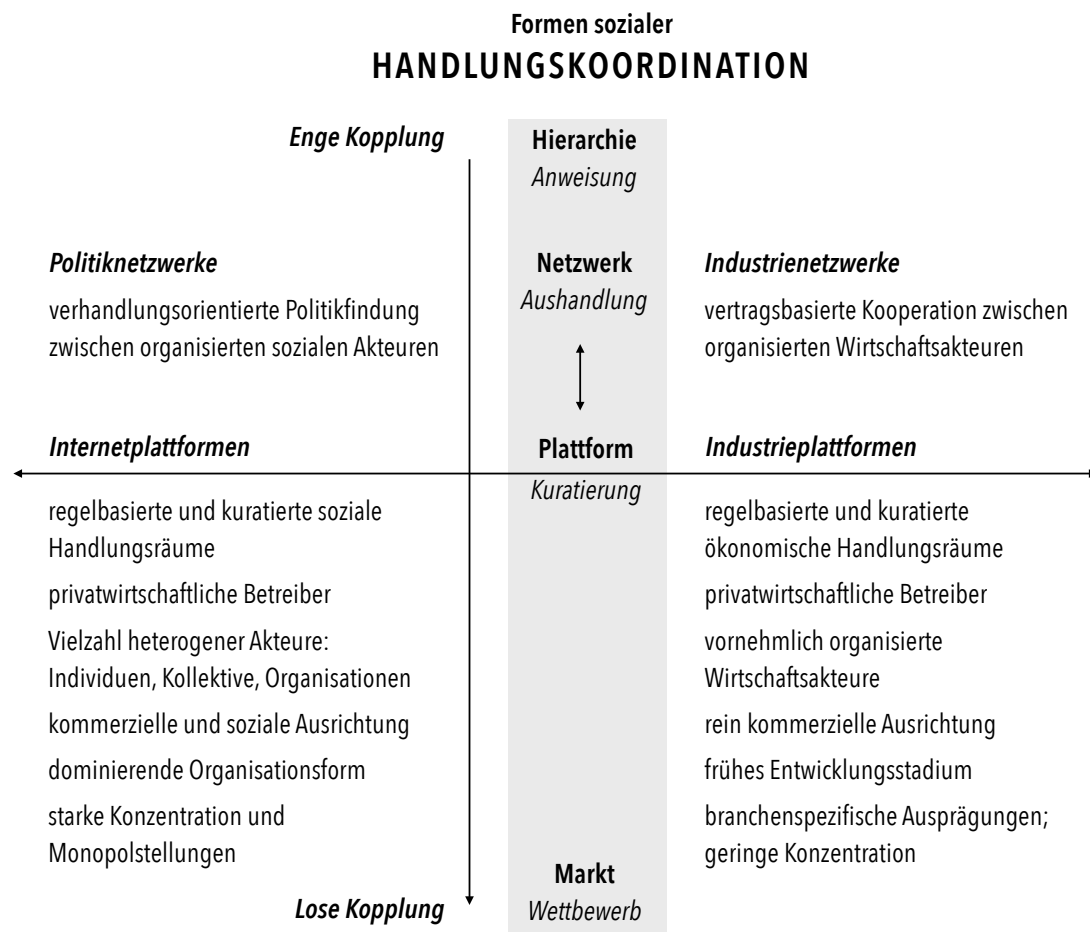 Formen sozialer
HANDLUNGSKOORDINATION
Enge Kopplung
Hierarchie
Anweisung
Politiknetzwerke
verhandlungsorientierte Politikfindung
zwischen organisierten sozialen Akteuren
Netzwerk
Aushandlung
Industrienetzwerke
vertragsbasierte Kooperation zwischen
organisierten Wirtschaftsakteuren
Internetplattformen
Plattform
Kuratierung
Industrieplattformen
regelbasierte und kuratierte soziale
Handlungsräume
privatwirtschaftliche Betreiber
Vielzahl heterogener Akteure:
Individuen, Kollektive, Organisationen
kommerzielle und soziale Ausrichtung
dominierende Organisationsform
starke Konzentration und
Monopolstellungen
regelbasierte und kuratierte
ökonomische Handlungsräume
privatwirtschaftliche Betreiber
vornehmlich organisierte
Wirtschaftsakteure
rein kommerzielle Ausrichtung
frühes Entwicklungsstadium
branchenspezifische Ausprägungen;
geringe Konzentration
Lose Kopplung
Markt
Wettbewerb